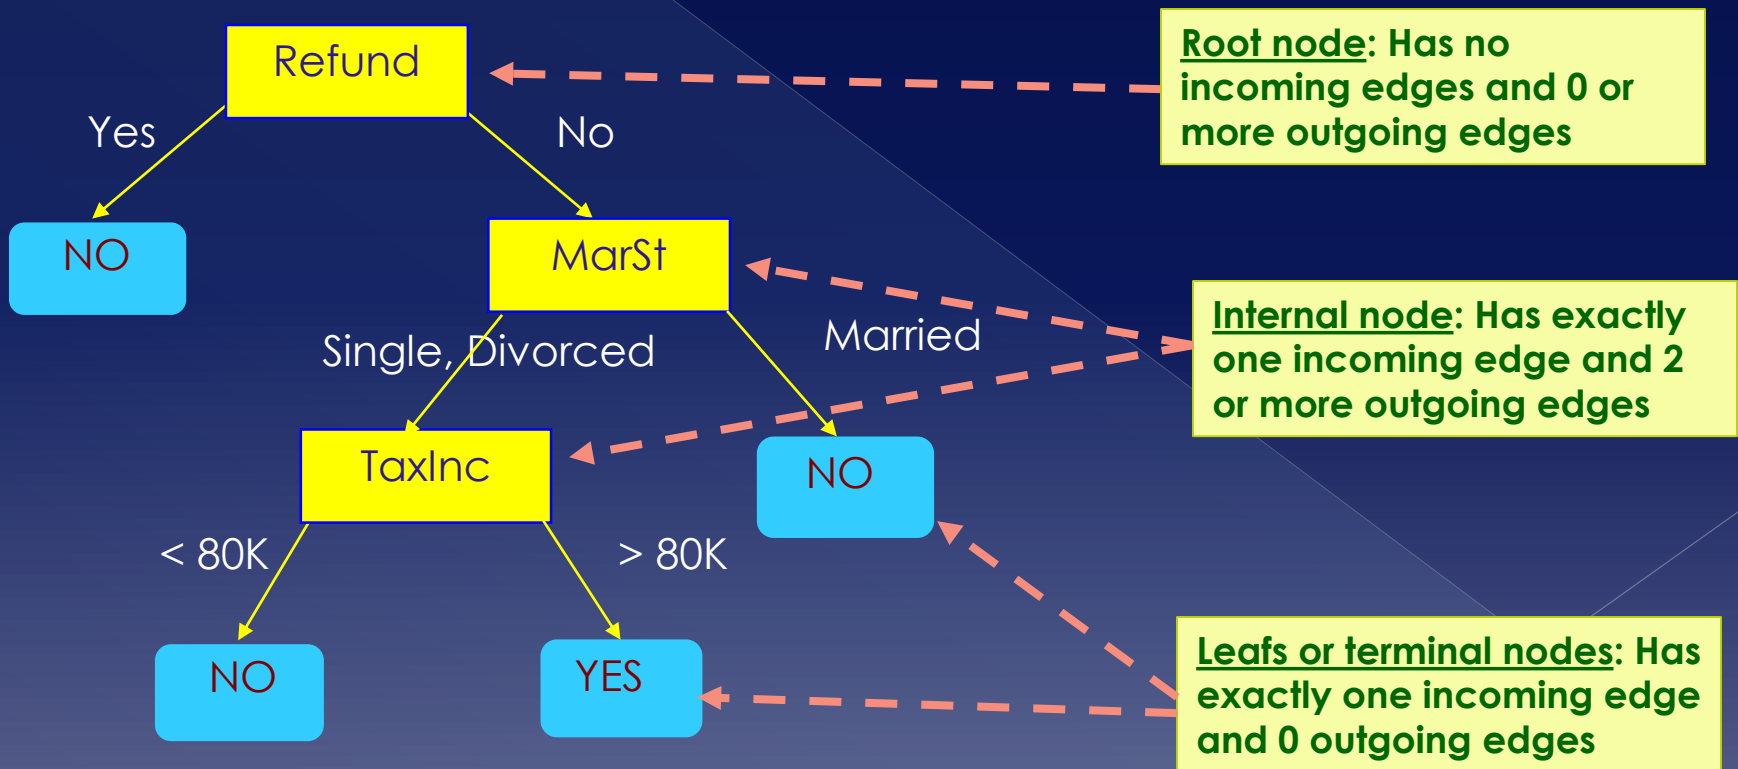 Refund
Root node: Has no
incoming edges and 0 or
more outgoing edges
Yes
No
NO
MarSt
Internal node: Has exactly
one incoming edge and 2
or more outgoing edges
Single, Divorced
Married
TaxInc
NO
< 80K
> 80K
NO
YES
Leafs or terminal nodes: Has
exactly one incoming edge
and 0 outgoing edges